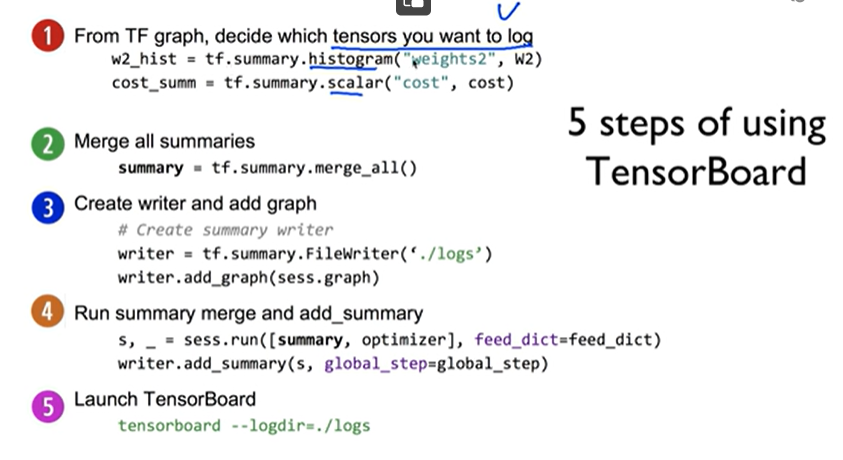 1 From TF graph, decide which tensors you want to log
w2_hist = tf.summary.histogram("weights2", W2)
cost_summ = tf.summary.scalar("cost", cost)
5 steps of using
TensorBoard
2 Merge all summaries
summary = tf.summary.merge_all()
3 Create writer and add graph
# Create summary writer
writer = tf.summary.FileWriter(‘./logs’)
writer.add_graph(sess.graph)
4 Run summary merge and add_summary
s, _ = sess.run([summary, optimizer], feed_dict=feed_dict)
writer.add_summary(s, global_step=global_step)
5 Launch TensorBoard
tensorboard --logdir=./logs